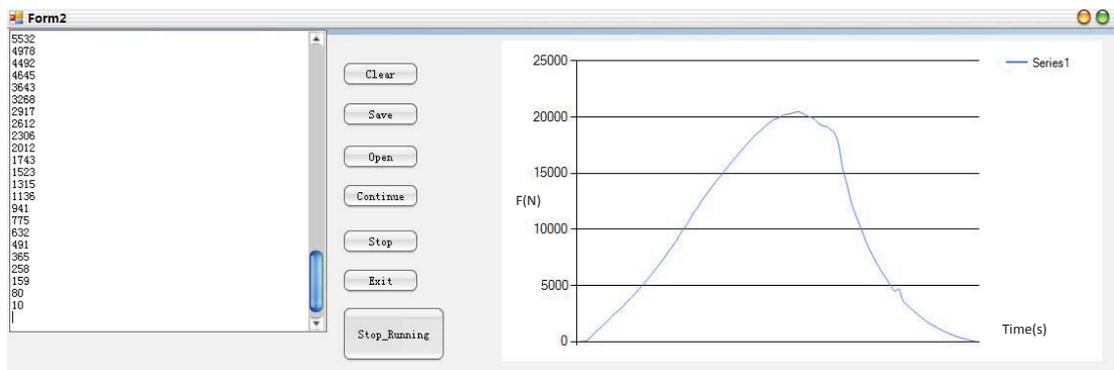 Form2
5532
4978
4492
4645
3643
3268
2917
2612
2306
2012
1743
1523
1315
1136
941
775
632
491
365
258
159
80
10
Clear
Save
Open
Continue
Stop
Exit
Stop_Running
25000
20000
15000
10000
5000
0
F(N)
Time(s)
Series1